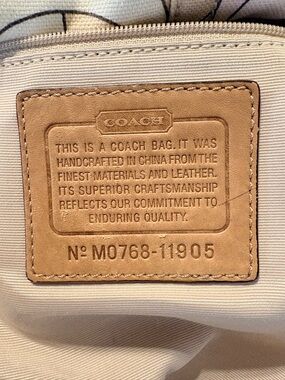 COACH
THIS IS A COACH BAG. IT WAS
HANDCRAFTED IN CHINA FROM THE
FINEST MATERIALS AND LEATHER.
ITS SUPERIOR CRAFTSMANSHIP
REFLECTS OUR COMMITMENT TO
ENDURING QUALITY.
Nº M0768-11905